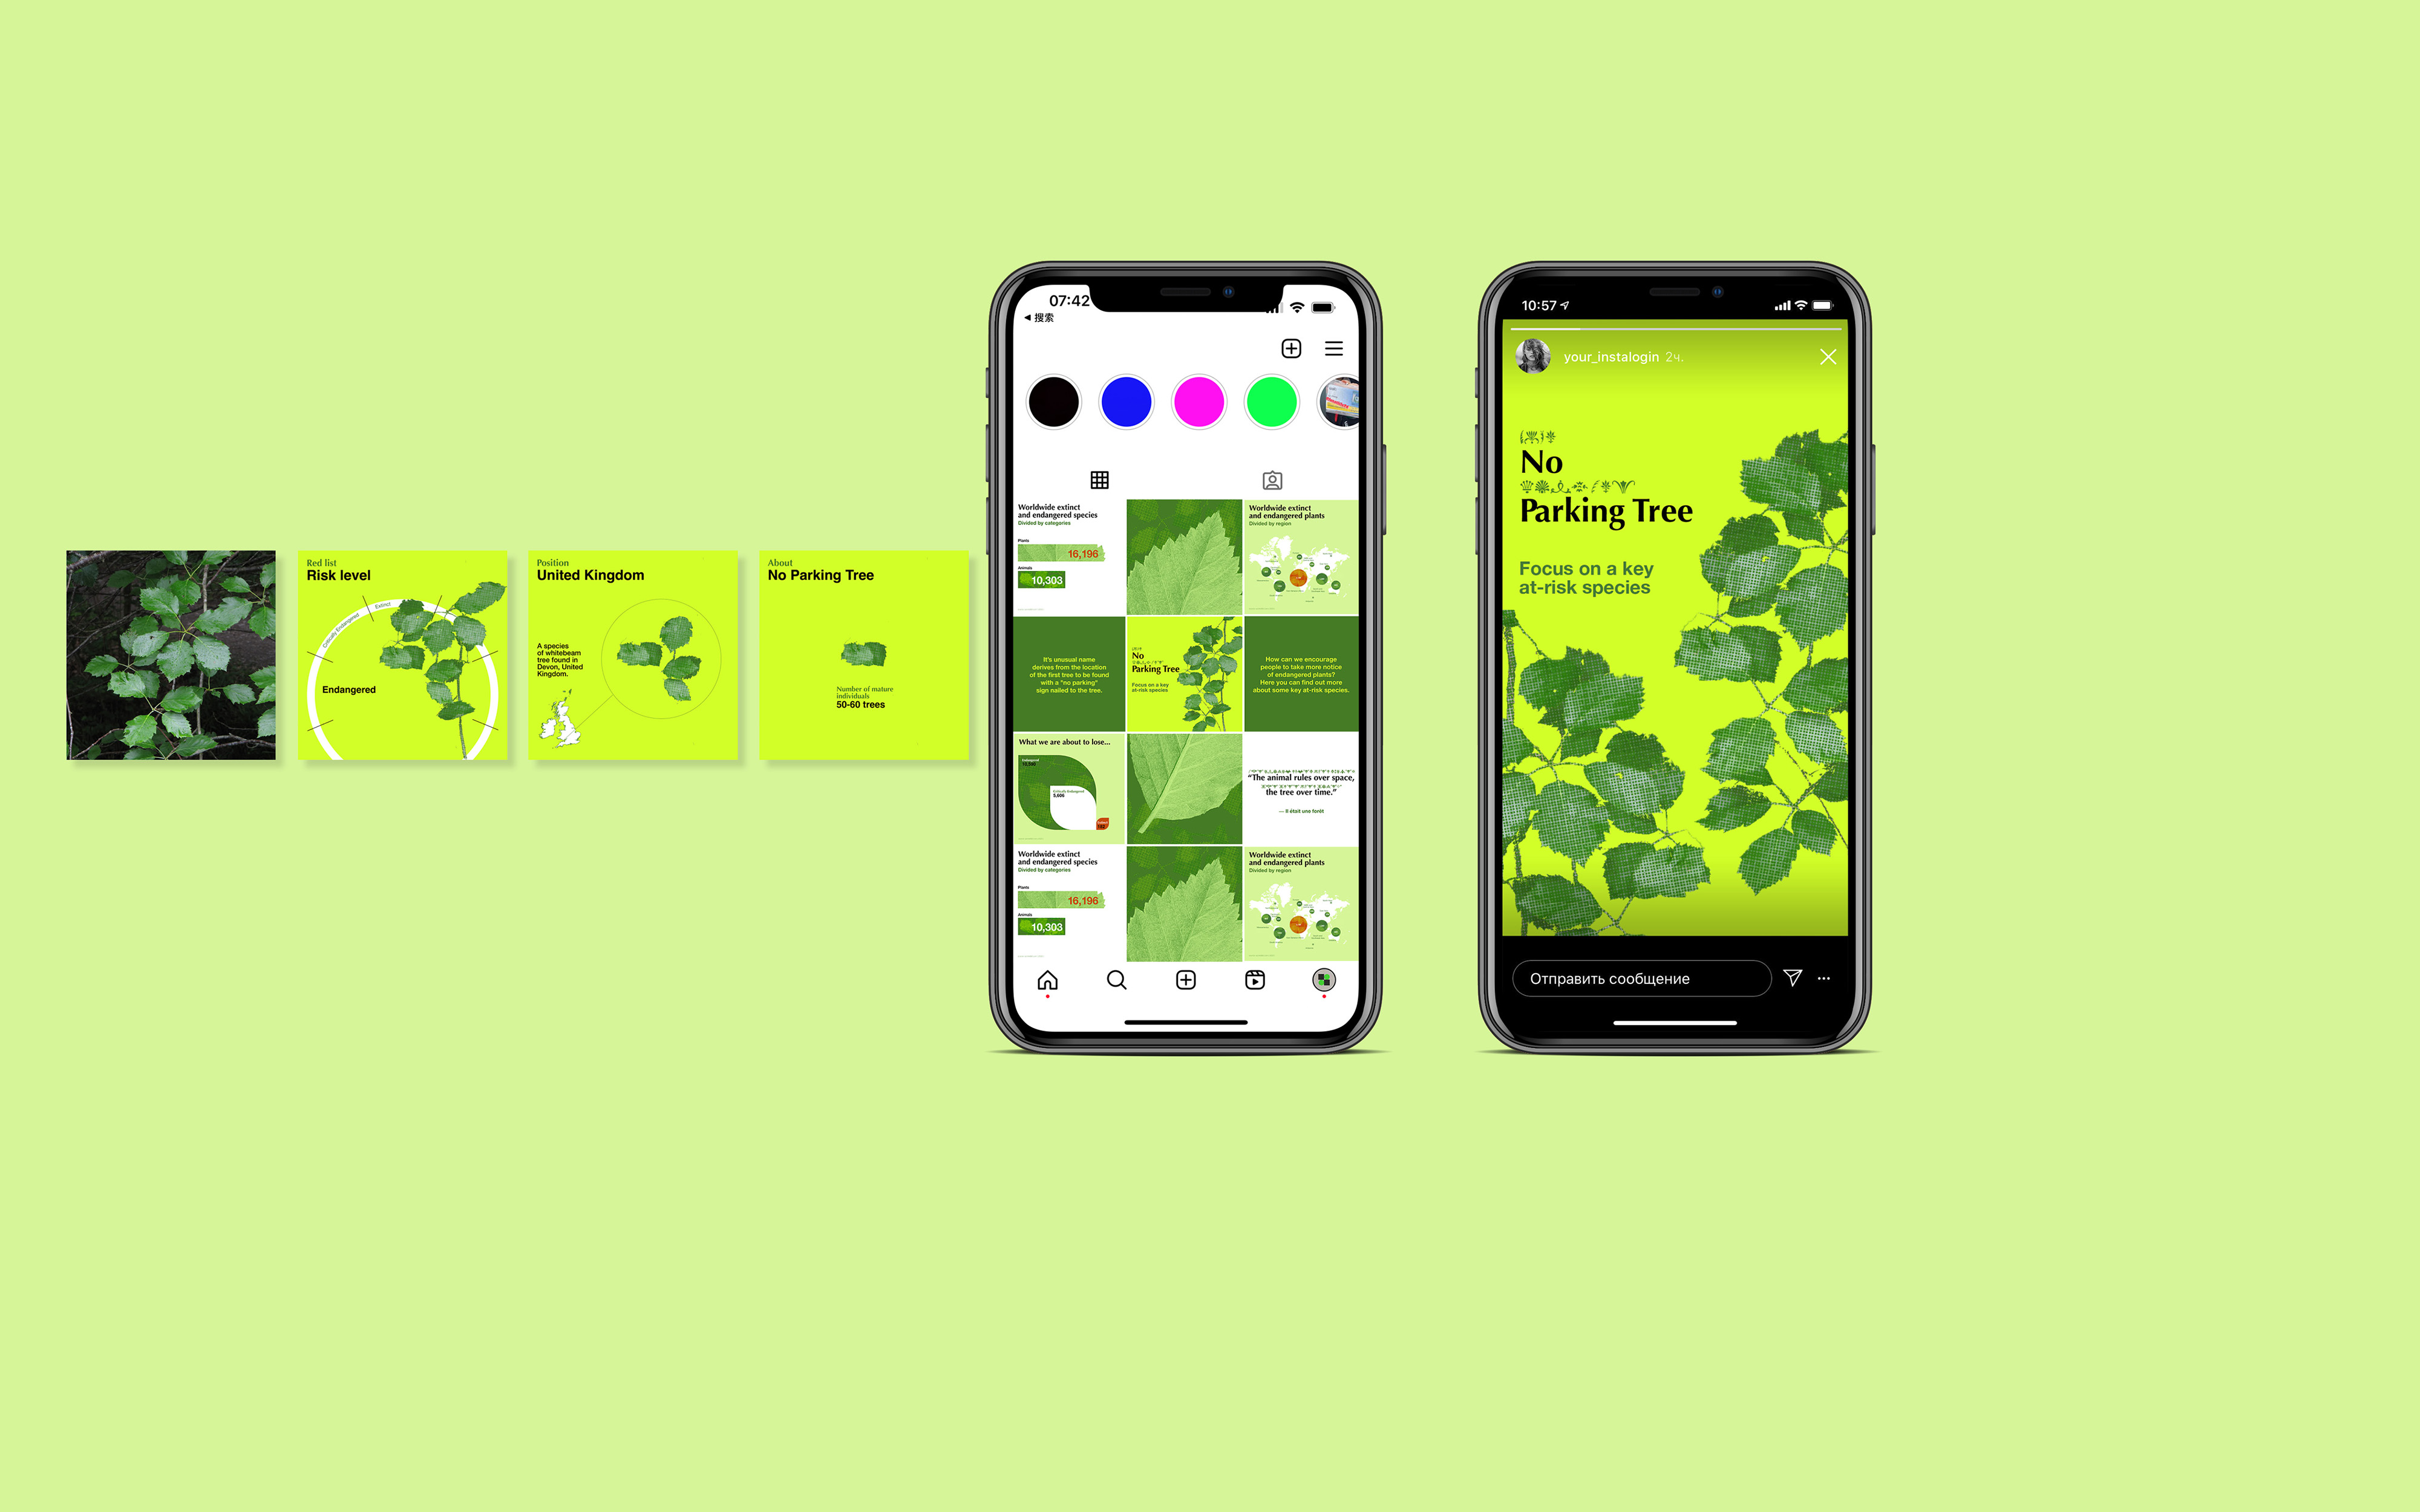 Red list
Risk level
Critically Endangered
Extinct
Endangered
Position
United Kingdom
A species
of whitebeam
tree found in
Devon, United
Kingdom.
About
No Parking Tree
Number of mature
individuals
50-60 trees
07:42
搜索
Worldwide extinct
and endangered species
Divided by categories
Plants
16,196
Animals
10,303
Worldwide extinct
and endangered plants
Divided by region
It's unusual name
derives from the location
of the first tree to be found
with a "no parking"
sign nailed to the tree.
No
Parking Tree
Focus on a key
at-risk species
How can we encourage
people to take more notice
of endangered plants?
Here you can find out more
about some key at-risk species.
What we are about to lose...
Endangered
Critically Endangered
5,606
“The animal rules over space,
the tree over time.”
— Il était une forêt
Worldwide extinct
and endangered species
Divided by categories
Plants
16,196
Animals
10,303
Worldwide extinct
and endangered plants
Divided by region
10:57
your_instalogin 2ч.
No
Parking Tree
Focus on a key
at-risk species
Отправить сообщение